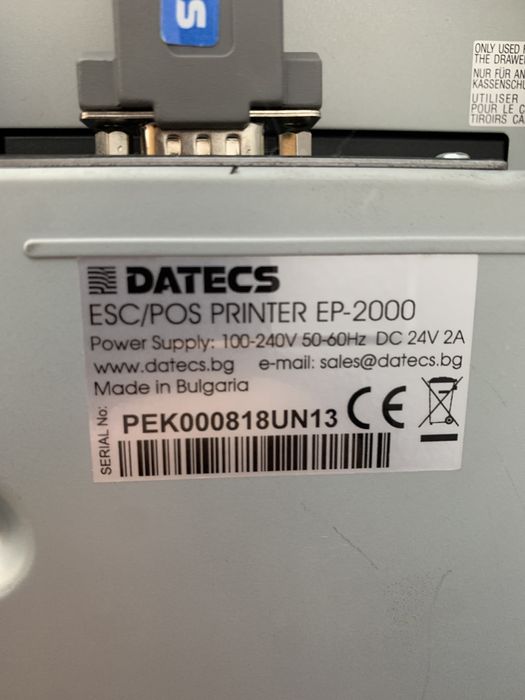 S
ONLY USED
THE DRAWE
NUR FÜR AN
KASSENSCHU
UTILISER
POUR LE C
TIROIRS CA
DATECS
ESC/POS PRINTER EP-2000
Power Supply: 100-240V 50-60Hz DC 24V 2A
www.datecs.bg e-mail: sales@datecs.bg
Made in Bulgaria
SERIAL No:
PEK000818UN13 CE